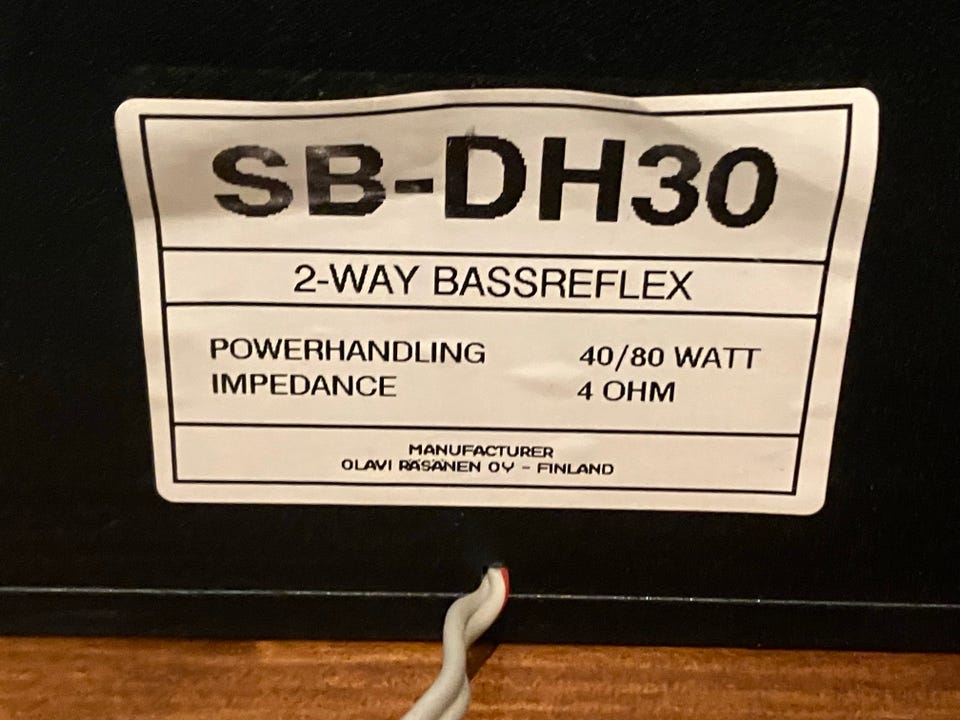 SB-DH30
2-WAY BASSREFLEX
POWERHANDLING 40/80 WATT
IMPEDANCE 4 OHM
MANUFACTURER
OLAVI RÄSÄNEN OY - FINLAND